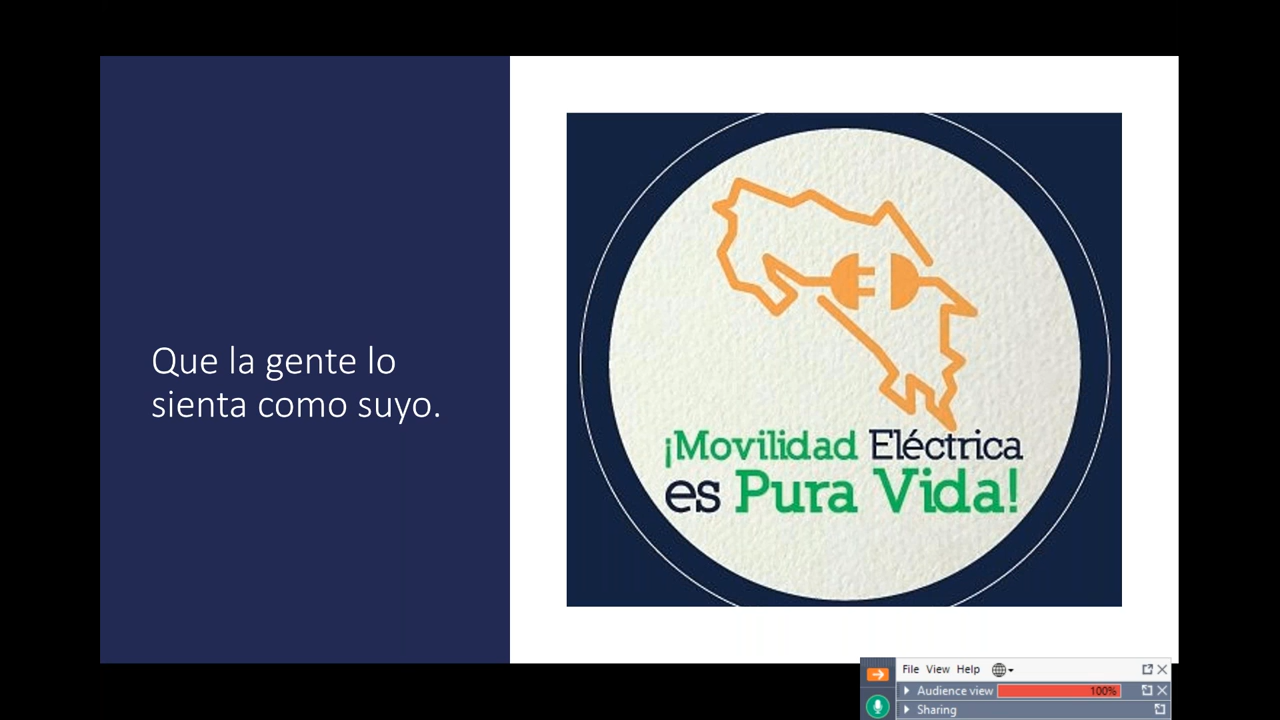 Que la gente lo
sienta como suyo.
¡Movilidad Eléctrica
es Pura Vida!
File View Help
Audience view 100%
Sharing